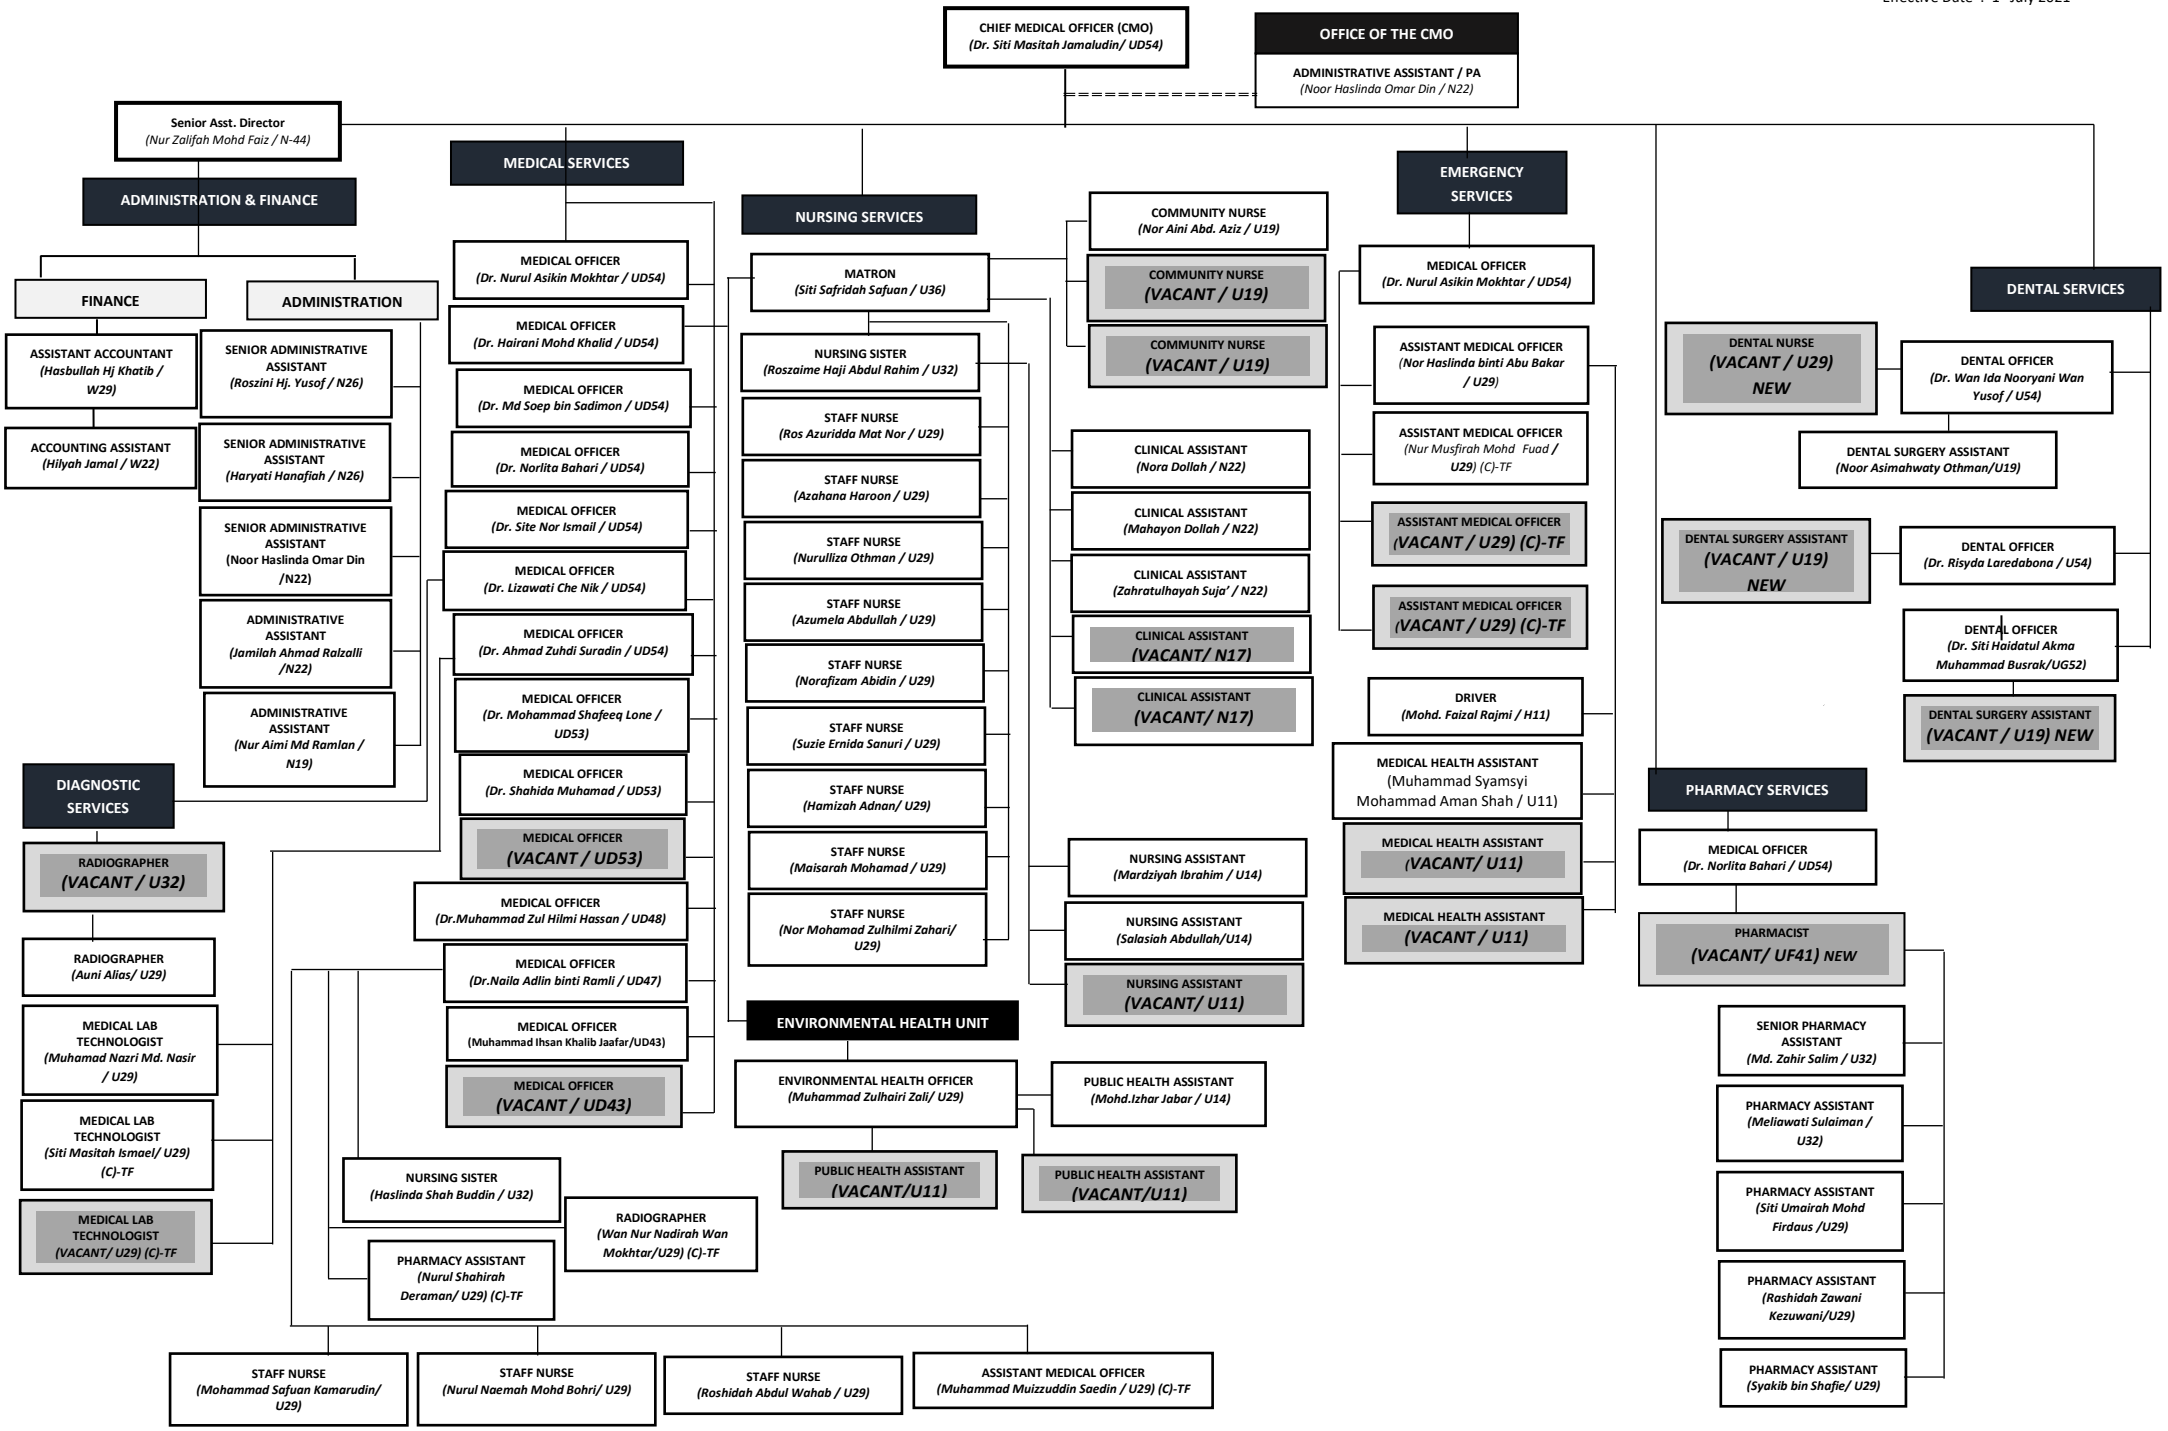 Effective Date : 1st July 2021
CHIEF MEDICAL OFFICER (CMO)
(Dr. Siti Masitah Jamaludin/ UD54)
OFFICE OF THE CMO
ADMINISTRATIVE ASSISTANT / PA
(Noor Haslinda Omar Din / N22)
Senior Asst. Director
(Nur Zalifah Mohd Faiz / N-44)
ADMINISTRATION & FINANCE
FINANCE
ASSISTANT ACCOUNTANT
(Hasbullah Hj Khatib /
W29)
ACCOUNTING ASSISTANT
(Hilyah Jamal / W22)
ADMINISTRATION
SENIOR ADMINISTRATIVE
ASSISTANT
(Roszini Hj. Yusof / N26)
SENIOR ADMINISTRATIVE
ASSISTANT
(Haryati Hanafiah / N26)
SENIOR ADMINISTRATIVE
ASSISTANT
(Noor Haslinda Omar Din
/N22)
ADMINISTRATIVE
ASSISTANT
(Jamilah Ahmad Ralzalli
/N22)
ADMINISTRATIVE
ASSISTANT
(Nur Aimi Md Ramlan /
N19)
DIAGNOSTIC
SERVICES
RADIOGRAPHER
(VACANT / U32)
RADIOGRAPHER
(Auni Alias/ U29)
MEDICAL LAB
TECHNOLOGIST
(Muhamad Nazri Md. Nasir
/ U29)
MEDICAL LAB
TECHNOLOGIST
(Siti Masitah Ismael/ U29)
(C)-TF
MEDICAL LAB
TECHNOLOGIST
(VACANT/ U29) (C)-TF
MEDICAL SERVICES
MEDICAL OFFICER
(Dr. Nurul Asikin Mokhtar / UD54)
MEDICAL OFFICER
(Dr. Hairani Mohd Khalid / UD54)
MEDICAL OFFICER
(Dr. Md Soep bin Sadimon / UD54)
MEDICAL OFFICER
(Dr. Norlita Bahari / UD54)
MEDICAL OFFICER
(Dr. Site Nor Ismail / UD54)
MEDICAL OFFICER
(Dr. Lizawati Che Nik / UD54)
MEDICAL OFFICER
(Dr. Ahmad Zuhdi Suradin / UD54)
MEDICAL OFFICER
(Dr. Mohammad Shafeeq Lone /
UD53)
MEDICAL OFFICER
(Dr. Shahida Muhamad / UD53)
MEDICAL OFFICER
(VACANT / UD53)
MEDICAL OFFICER
(Dr.Muhammad Zul Hilmi Hassan / UD48)
MEDICAL OFFICER
(Dr.Naila Adlin binti Ramli / UD47)
MEDICAL OFFICER
(Muhammad Ihsan Khalib Jaafar/UD43)
MEDICAL OFFICER
(VACANT / UD43)
NURSING SISTER
(Haslinda Shah Buddin / U32)
RADIOGRAPHER
(Wan Nur Nadirah Wan
Mokhtar/U29) (C)-TF
PHARMACY ASSISTANT
(Nurul Shahirah
Deraman/ U29) (C)-TF
STAFF NURSE
(Mohammad Safuan Kamarudin/
U29)
STAFF NURSE
(Nurul Naemah Mohd Bohri/ U29)
STAFF NURSE
(Roshidah Abdul Wahab / U29)
ASSISTANT MEDICAL OFFICER
(Muhammad Muizzuddin Saedin / U29) (C)-TF
NURSING SERVICES
MATRON
(Siti Safridah Safuan / U36)
NURSING SISTER
(Roszaime Haji Abdul Rahim / U32)
STAFF NURSE
(Ros Azuridda Mat Nor / U29)
STAFF NURSE
(Azahana Haroon / U29)
STAFF NURSE
(Nurulliza Othman / U29)
STAFF NURSE
(Azumela Abdullah / U29)
STAFF NURSE
(Norafizam Abidin / U29)
STAFF NURSE
(Suzie Ernida Sanuri / U29)
STAFF NURSE
(Hamizah Adnan/ U29)
STAFF NURSE
(Maisarah Mohamad / U29)
STAFF NURSE
(Nor Mohamad Zulhilmi Zahari/
U29)
ENVIRONMENTAL HEALTH UNIT
ENVIRONMENTAL HEALTH OFFICER
(Muhammad Zulhairi Zali/ U29)
PUBLIC HEALTH ASSISTANT
(Mohd.Izhar Jabar / U14)
PUBLIC HEALTH ASSISTANT
(VACANT/U11)
PUBLIC HEALTH ASSISTANT
(VACANT/U11)
COMMUNITY NURSE
(Nor Aini Abd. Aziz / U19)
COMMUNITY NURSE
(VACANT / U19)
COMMUNITY NURSE
(VACANT / U19)
CLINICAL ASSISTANT
(Nora Dollah / N22)
CLINICAL ASSISTANT
(Mahayon Dollah / N22)
CLINICAL ASSISTANT
(Zahratulhayah Suja' / N22)
CLINICAL ASSISTANT
(VACANT/ N17)
CLINICAL ASSISTANT
(VACANT/ N17)
NURSING ASSISTANT
(Mardziyah Ibrahim / U14)
NURSING ASSISTANT
(Salasiah Abdullah/U14)
NURSING ASSISTANT
(VACANT/ U11)
EMERGENCY
SERVICES
MEDICAL OFFICER
(Dr. Nurul Asikin Mokhtar / UD54)
ASSISTANT MEDICAL OFFICER
(Nor Haslinda binti Abu Bakar
/ U29)
ASSISTANT MEDICAL OFFICER
(Nur Musfirah Mohd Fuad /
U29) (C)-TF
ASSISTANT MEDICAL OFFICER
(VACANT / U29) (C)-TF
ASSISTANT MEDICAL OFFICER
(VACANT / U29) (C)-TF
DRIVER
(Mohd. Faizal Rajmi / H11)
MEDICAL HEALTH ASSISTANT
(Muhammad Syamsyi
Mohammad Aman Shah / U11)
MEDICAL HEALTH ASSISTANT
(VACANT/ U11)
MEDICAL HEALTH ASSISTANT
(VACANT / U11)
DENTAL SERVICES
DENTAL NURSE
(VACANT / U29)
NEW
DENTAL OFFICER
(Dr. Wan Ida Nooryani Wan
Yusof / U54)
DENTAL SURGERY ASSISTANT
(Noor Asimahwaty Othman/U19)
DENTAL SURGERY ASSISTANT
(VACANT / U19)
NEW
DENTAL OFFICER
(Dr. Risyda Laredabona / U54)
DENTAL OFFICER
(Dr. Siti Haidatul Akma
Muhammad Busrak/UG52)
DENTAL SURGERY ASSISTANT
(VACANT / U19) NEW
PHARMACY SERVICES
MEDICAL OFFICER
(Dr. Norlita Bahari / UD54)
PHARMACIST
(VACANT/ UF41) NEW
SENIOR PHARMACY
ASSISTANT
(Md. Zahir Salim / U32)
PHARMACY ASSISTANT
(Meliawati Sulaiman /
U32)
PHARMACY ASSISTANT
(Siti Umairah Mohd
Firdaus /U29)
PHARMACY ASSISTANT
(Rashidah Zawani
Kezuwani/U29)
PHARMACY ASSISTANT
(Syakib bin Shafie/ U29)